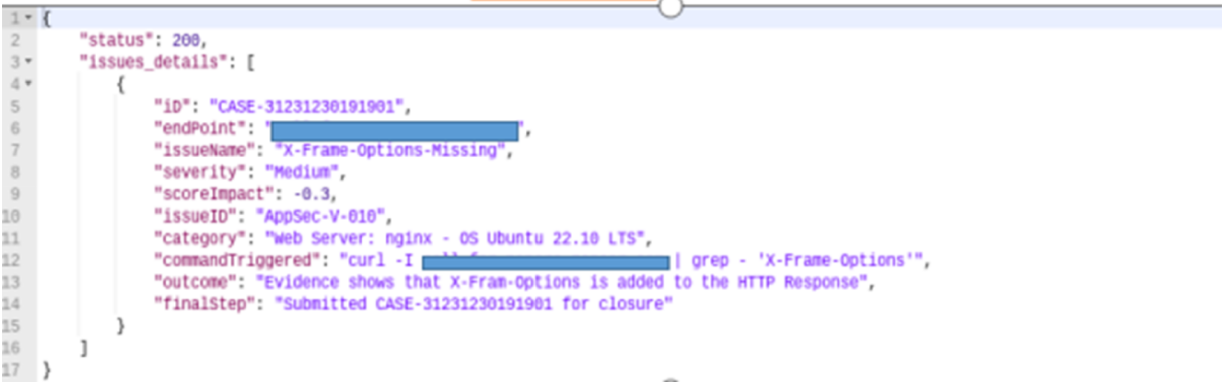 1 {
2 "status": 200,
3 "issues_details": [
4 {
5 "iD": "CASE-31231230191901",
6 "endPoint": " ",
7 "issueName": "X-Frame-Options-Missing",
8 "severity": "Medium",
9 "scoreImpact": -0.3,
10 "issueID": "AppSec-V-010",
11 "category": "Web Server: nginx - OS Ubuntu 22.10 LTS",
12 "commandTriggered": "curl -I | grep - 'X-Frame-Options'",
13 "outcome": "Evidence shows that X-Fram-Options is added to the HTTP Response",
14 "finalStep": "Submitted CASE-31231230191901 for closure"
15 }
16 ]
17 }